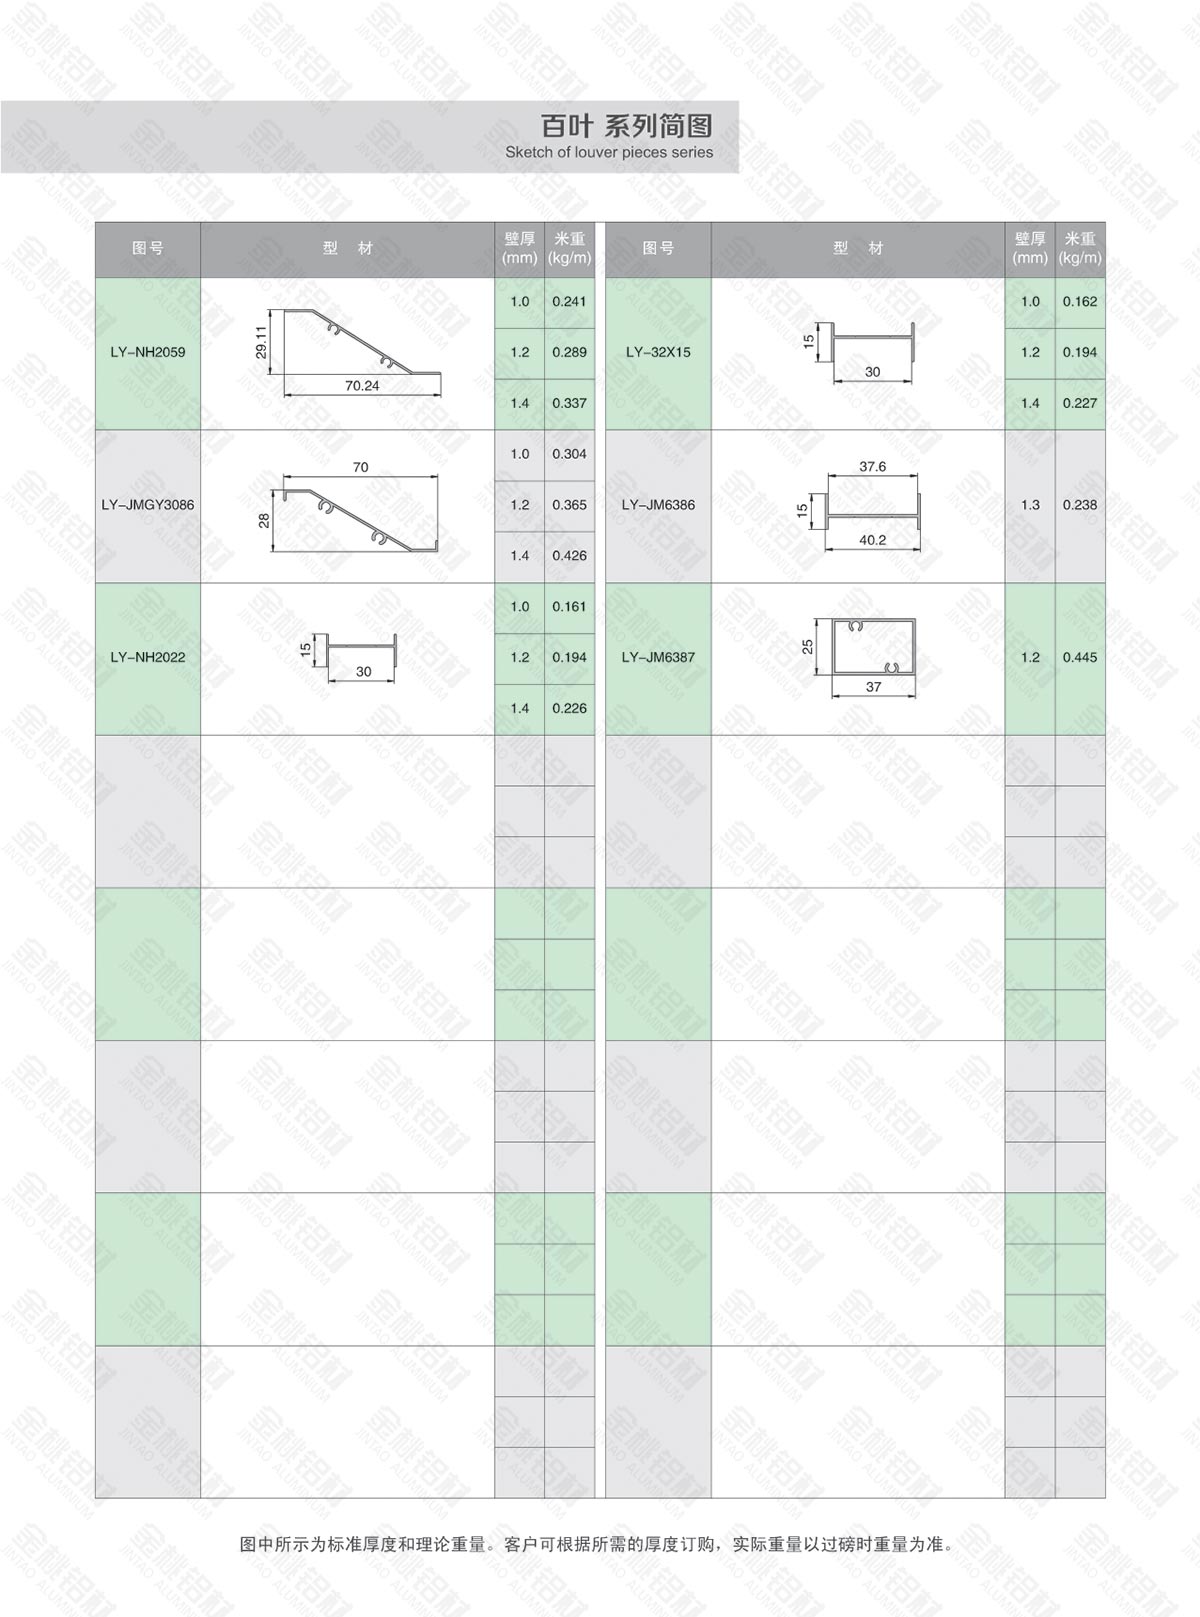 百叶 系列简图
Sketch of louver pieces series
图号 型 材 壁厚(mm) 米重(kg/m) 图号 型 材 壁厚(mm) 米重(kg/m)
LY-NH2059
29.11
70.24
1.0 0.241
1.2 0.289
1.4 0.337
LY-32X15
15
30
1.0 0.162
1.2 0.194
1.4 0.227
LY-JMGY3086
70
28
1.0 0.304
1.2 0.365
1.4 0.426
LY-JM6386
37.6
15
40.2
1.3 0.238
LY-NH2022
15
30
1.0 0.161
1.2 0.194
1.4 0.226
LY-JM6387
25
37
1.2 0.445
图中所示为标准厚度和理论重量。客户可根据所需的厚度订购，实际重量以过磅时重量为准。
金桃铝材
JINTAO ALUMINIUM